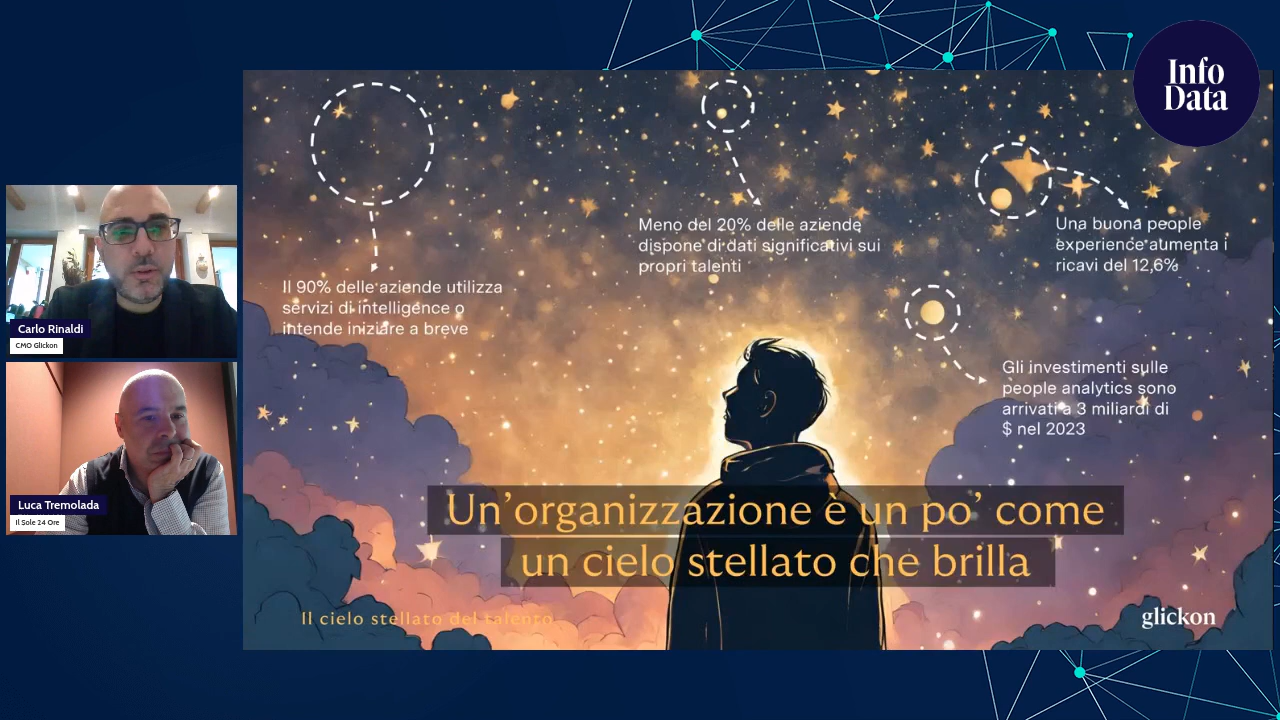 Info
Data
Il 90% delle aziende utilizza
servizi di intelligence o
intende iniziare a breve
Meno del 20% delle aziende
dispone di dati significativi sui
propri talenti
Una buona people
experience aumenta i
ricavi del 12,6%
Gli investimenti sulle
people analytics sono
arrivati a 3 miliardi di
$ nel 2023
Un'organizzazione è un po' come
un cielo stellato che brilla
Il cielo stellato del talento
glickon
Carlo Rinaldi
CMO Glickon
Luca Tremolada
Il Sole 24 Ore